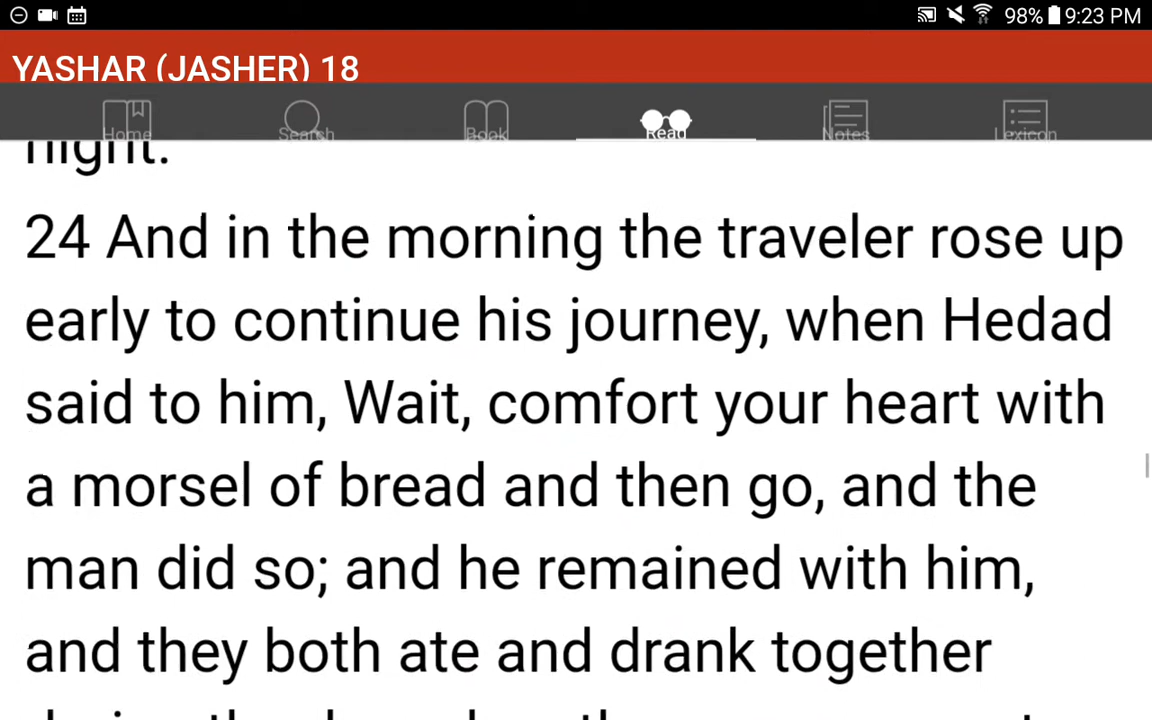 98% 9:23 PM
YASHAR (JASHER) 18
Home Search Book Read Notes Lexicon
night.
24 And in the morning the traveler rose up
early to continue his journey, when Hedad
said to him, Wait, comfort your heart with
a morsel of bread and then go, and the
man did so; and he remained with him,
and they both ate and drank together